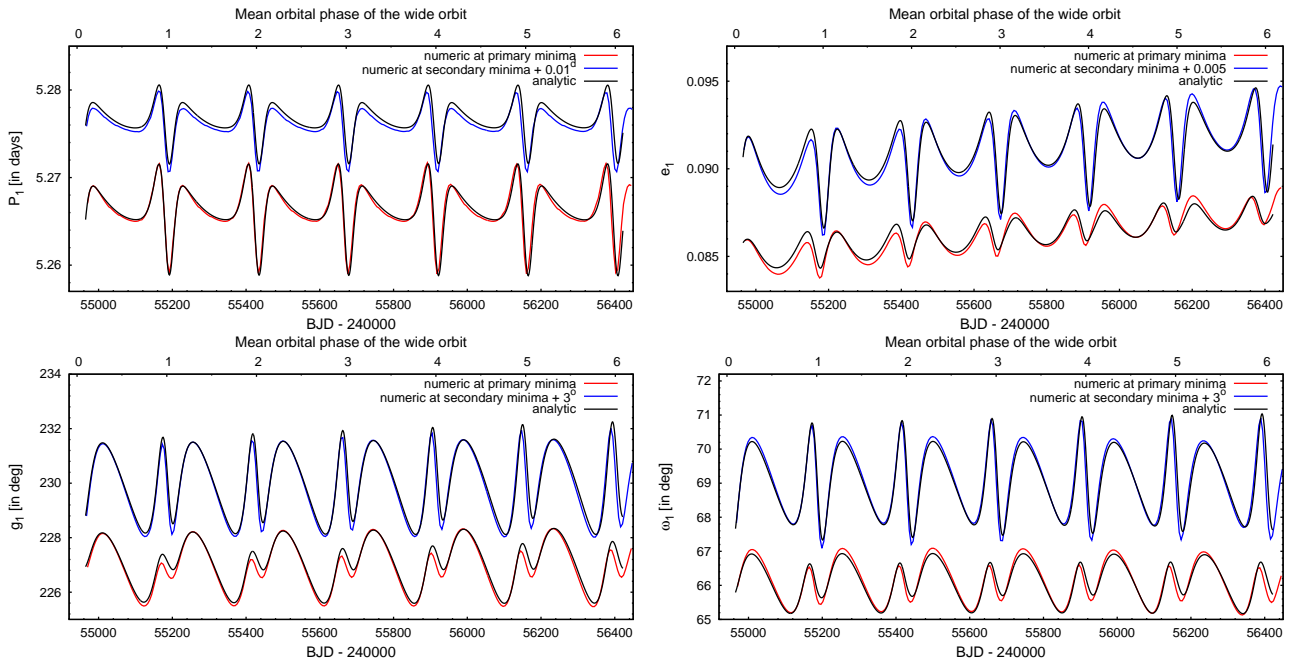 Mean orbital phase of the wide orbit
0 1 2 3 4 5 6
numeric at primary minima
numeric at secondary minima + 0.01d
analytic
5.28
5.27
5.26
P1 [in days]
55000 55200 55400 55600 55800 56000 56200 56400
BJD - 240000
Mean orbital phase of the wide orbit
0 1 2 3 4 5 6
numeric at primary minima
numeric at secondary minima + 0.005
analytic
0.095
0.090
0.085
e1
55000 55200 55400 55600 55800 56000 56200 56400
BJD - 240000
Mean orbital phase of the wide orbit
0 1 2 3 4 5 6
numeric at primary minima
numeric at secondary minima + 3o
analytic
234
231
228
226
g1 [in deg]
55000 55200 55400 55600 55800 56000 56200 56400
BJD - 240000
Mean orbital phase of the wide orbit
0 1 2 3 4 5 6
numeric at primary minima
numeric at secondary minima + 3o
analytic
72
71
70
69
68
67
66
65
ω1 [in deg]
55000 55200 55400 55600 55800 56000 56200 56400
BJD - 240000